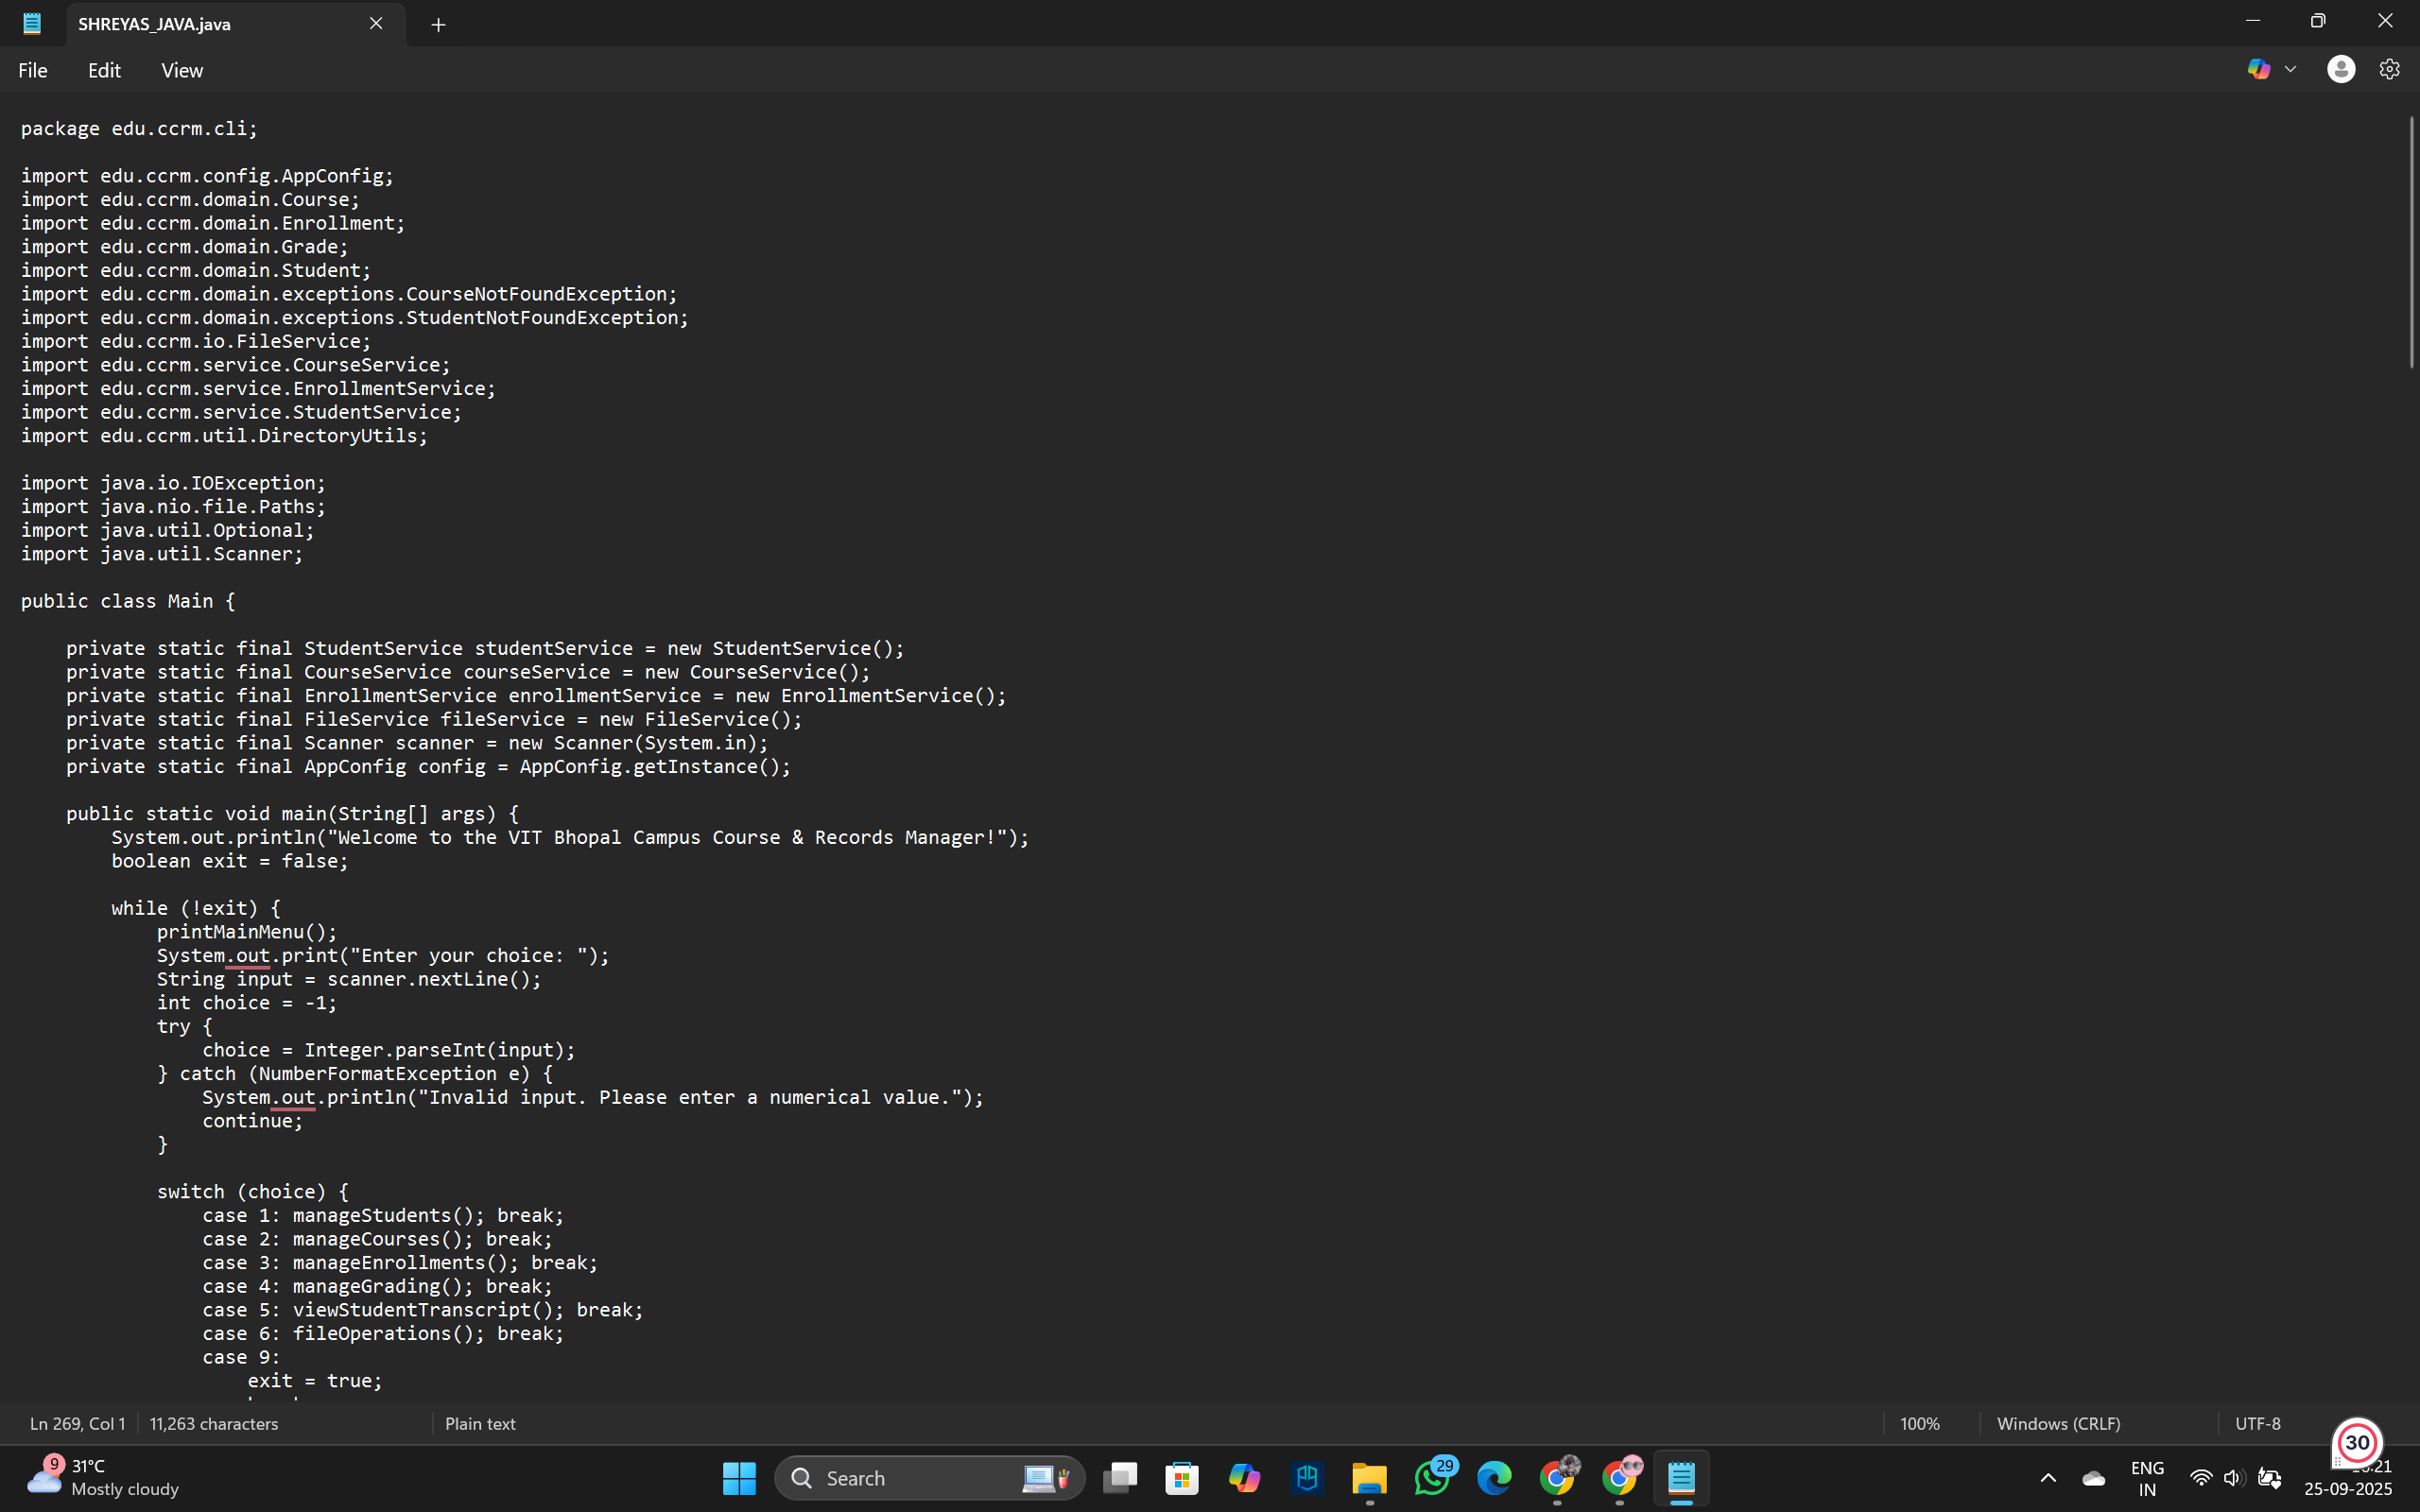 SHREYAS_JAVA.java
File Edit View
package edu.ccrm.cli;

import edu.ccrm.config.AppConfig;
import edu.ccrm.domain.Course;
import edu.ccrm.domain.Enrollment;
import edu.ccrm.domain.Grade;
import edu.ccrm.domain.Student;
import edu.ccrm.domain.exceptions.CourseNotFoundException;
import edu.ccrm.domain.exceptions.StudentNotFoundException;
import edu.ccrm.io.FileService;
import edu.ccrm.service.CourseService;
import edu.ccrm.service.EnrollmentService;
import edu.ccrm.service.StudentService;
import edu.ccrm.util.DirectoryUtils;

import java.io.IOException;
import java.nio.file.Paths;
import java.util.Optional;
import java.util.Scanner;

public class Main {

    private static final StudentService studentService = new StudentService();
    private static final CourseService courseService = new CourseService();
    private static final EnrollmentService enrollmentService = new EnrollmentService();
    private static final FileService fileService = new FileService();
    private static final Scanner scanner = new Scanner(System.in);
    private static final AppConfig config = AppConfig.getInstance();

    public static void main(String[] args) {
        System.out.println("Welcome to the VIT Bhopal Campus Course & Records Manager!");
        boolean exit = false;

        while (!exit) {
            printMainMenu();
            System.out.print("Enter your choice: ");
            String input = scanner.nextLine();
            int choice = -1;
            try {
                choice = Integer.parseInt(input);
            } catch (NumberFormatException e) {
                System.out.println("Invalid input. Please enter a numerical value.");
                continue;
            }

            switch (choice) {
                case 1: manageStudents(); break;
                case 2: manageCourses(); break;
                case 3: manageEnrollments(); break;
                case 4: manageGrading(); break;
                case 5: viewStudentTranscript(); break;
                case 6: fileOperations(); break;
                case 9:
                    exit = true;
Ln 269, Col 1 11,263 characters Plain text 100% Windows (CRLF) UTF-8
30
9 31°C
Mostly cloudy
Search
29
ENG
IN
25-09-2025